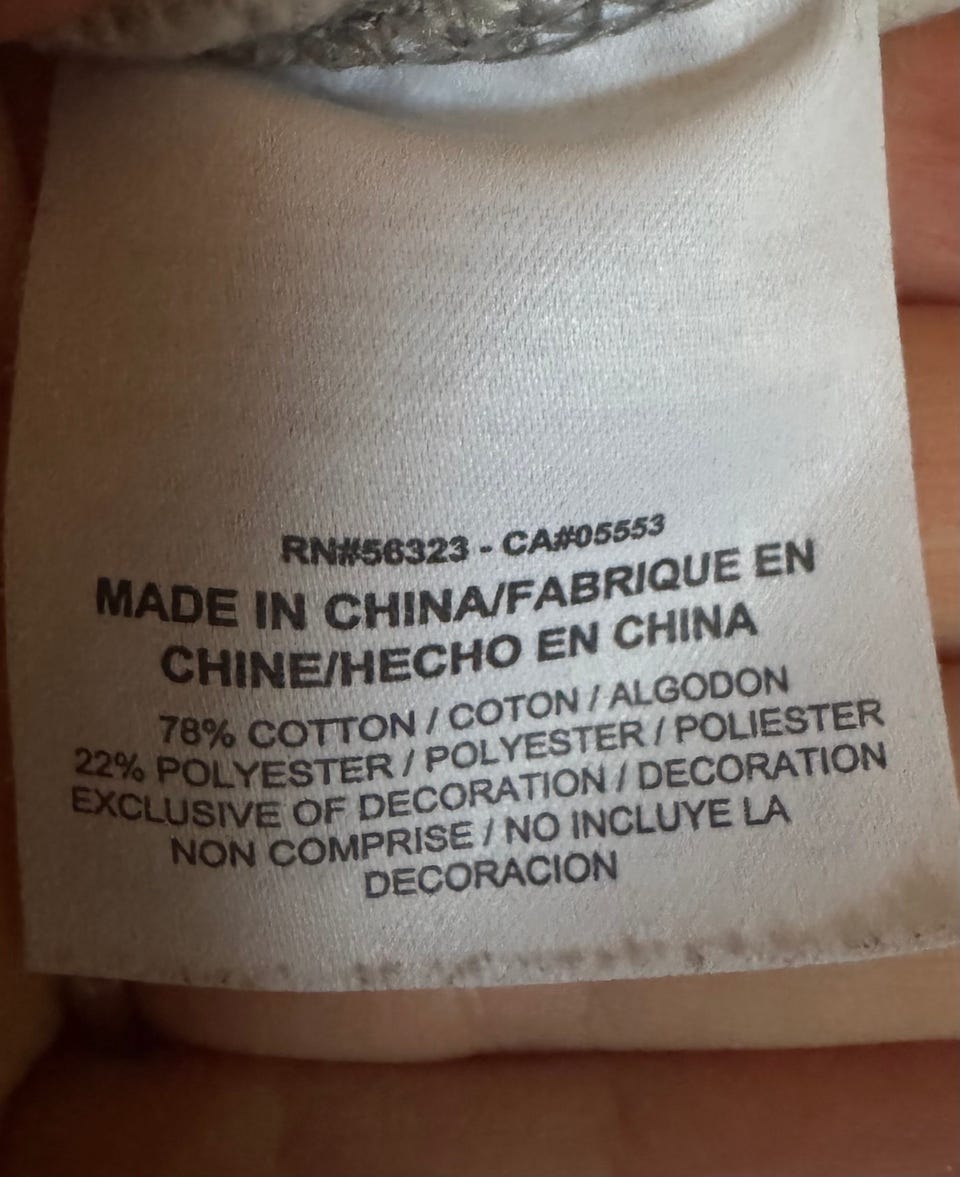 RN#56323 - CA#05553
MADE IN CHINA/FABRIQUE EN
CHINE/HECHO EN CHINA
78% COTTON / COTON / ALGODON
22% POLYESTER / POLYESTER / POLIESTER
EXCLUSIVE OF DECORATION / DECORATION
NON COMPRISE / NO INCLUYE LA
DECORACION